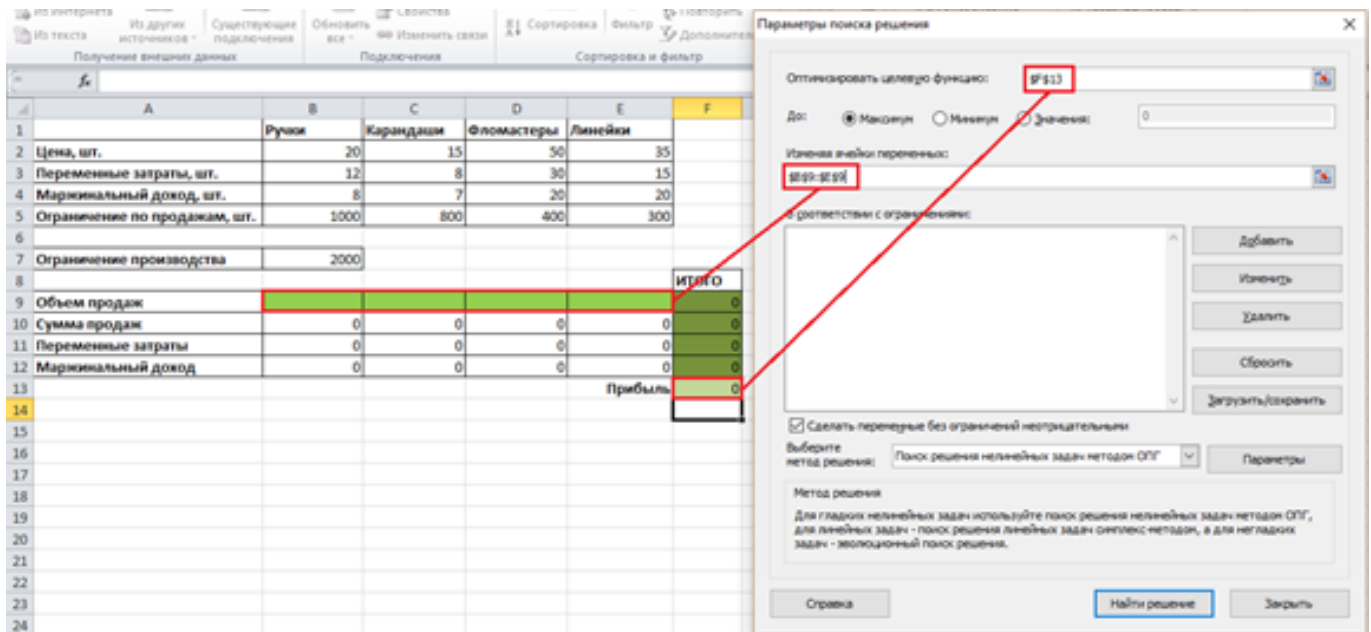 из интернета
Из текста
Из других источников
Существующие подключения
Получение внешних данных
Обновить все
Свойства
Изменить связи
Подключения
Сортировка
Фильтр
Повторить
Сортировка и фильтр
fx
A B C D E F
1 Ручки Карандаши Фломастеры Линейки
2 Цена, шт. 20 15 50 35
3 Переменные затраты, шт. 12 8 30 15
4 Маржинальный доход, шт. 8 7 20 20
5 Ограничение по продажам, шт. 1000 800 400 300
6
7 Ограничение производства 2000
8 ИТОГО
9 Объем продаж 0
10 Сумма продаж 0 0 0 0 0
11 Переменные затраты 0 0 0 0 0
12 Маржинальный доход 0 0 0 0 0
13 Прибыль 0
14
15
16
17
18
19
20
21
22
23
24
Параметры поиска решения
Оптимизировать целевую функцию: $F$13
До: Максимум Минимум Значения: 0
Изменяя ячейки переменных:
$B$9:$E$9
В соответствии с ограничениями:
Добавить
Изменить
Удалить
Сбросить
Загрузить/сохранить
Сделать переменные без ограничений неотрицательными
Выберите
метод решения: Поиск решения нелинейных задач методом ОПГ Параметры
Метод решения
Для гладких нелинейных задач используйте поиск решения нелинейных задач методом ОПГ,
для линейных задач - поиск решения линейных задач симплекс-методом, а для негладких
задач - эволюционный поиск решения.
Справка Найти решение Закрыть